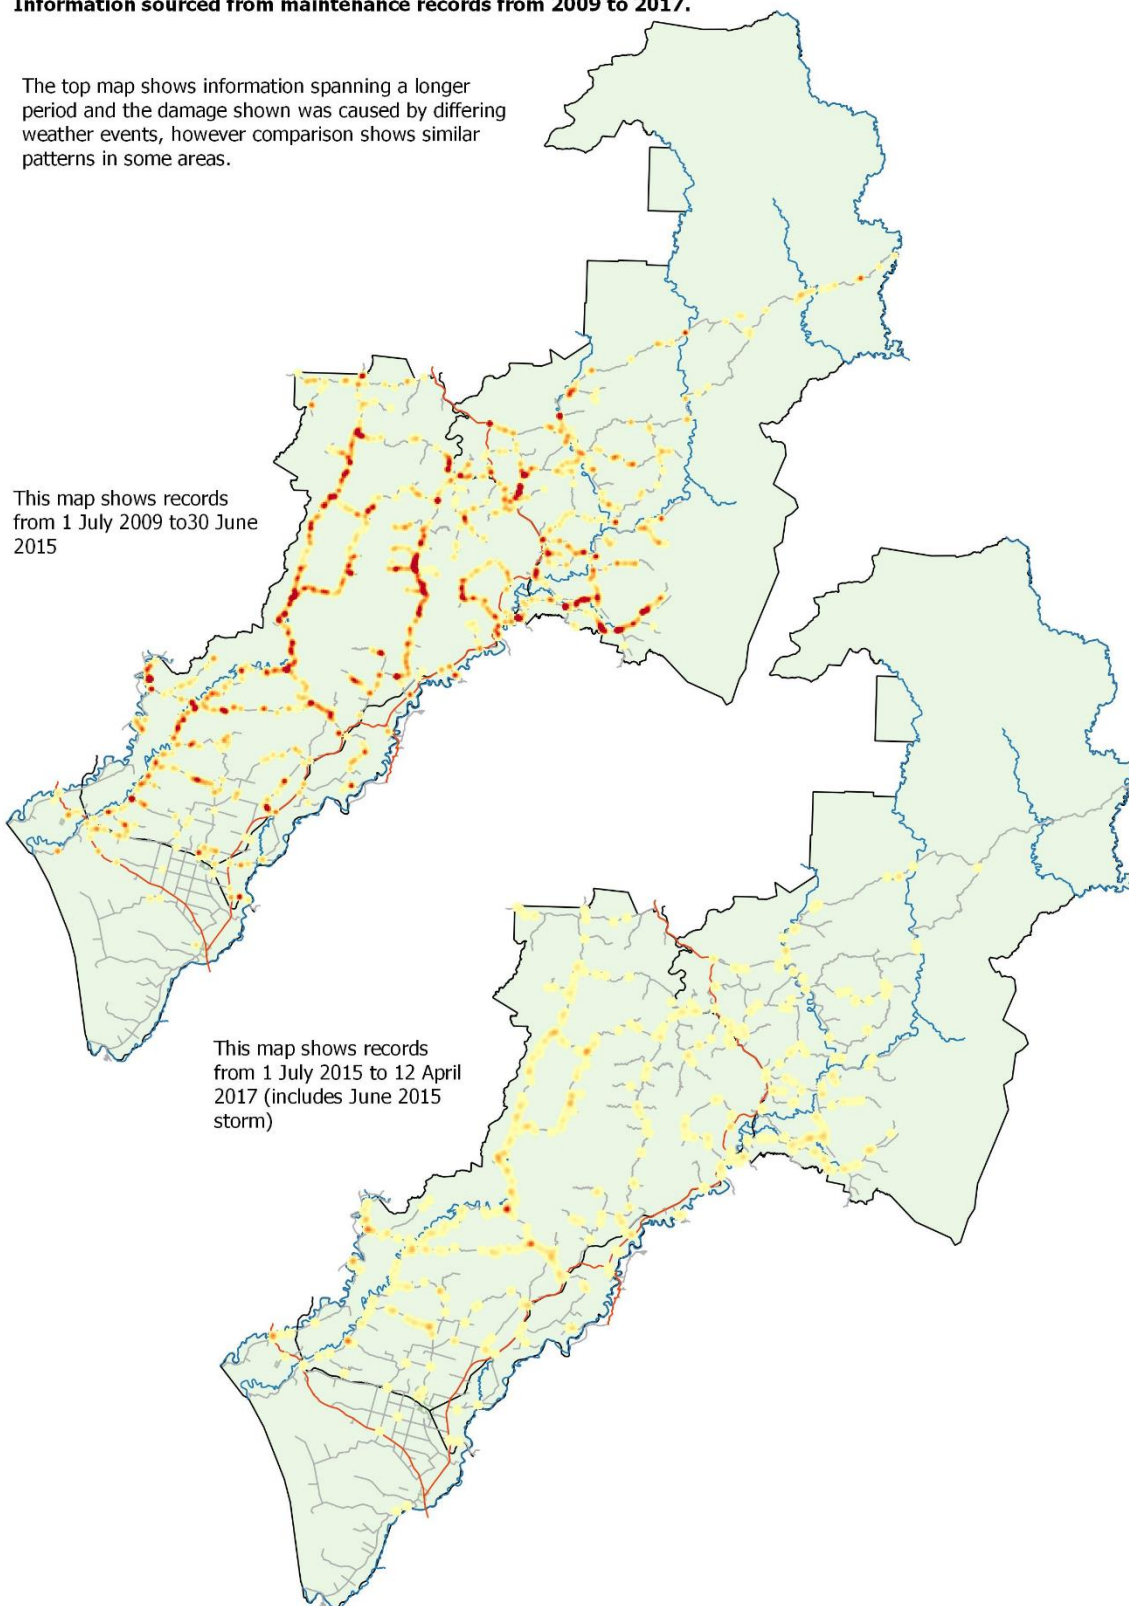 Information sourced from maintenance records from 2009 to 2017.
The top map shows information spanning a longer
period and the damage shown was caused by differing
weather events, however comparison shows similar
patterns in some areas.
This map shows records
from 1 July 2009 to30 June
2015
This map shows records
from 1 July 2015 to 12 April
2017 (includes June 2015
storm)